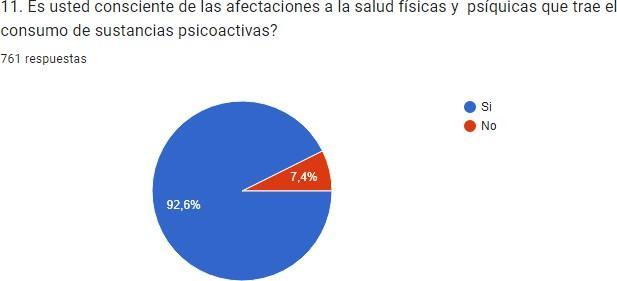 11. Es usted consciente de las afectaciones a la salud físicas y psíquicas que trae el
consumo de sustancias psicoactivas?
761 respuestas
Si
No
7,4%
92,6%